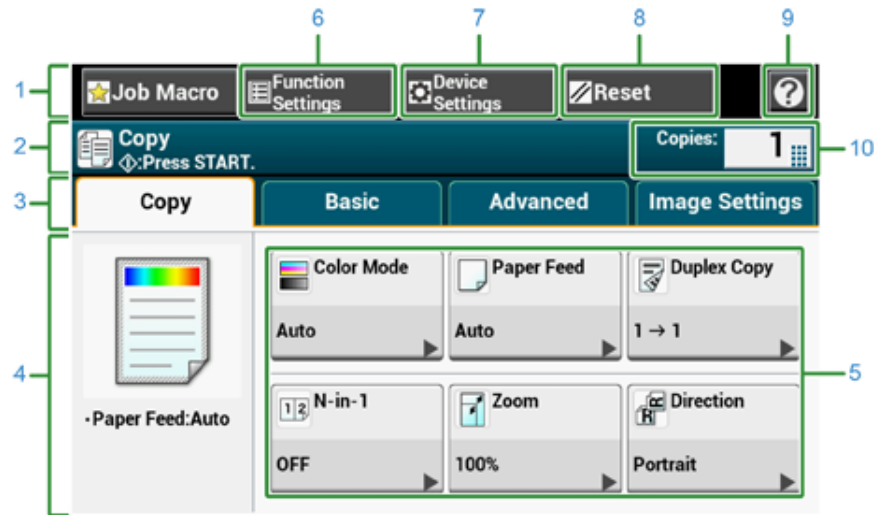 6 7 8 9
1 Job Macro Function Settings Device Settings Reset ?
2 Copy
:Press START.
Copies: 1 10
3 Copy Basic Advanced Image Settings
Color Mode Paper Feed Duplex Copy
Auto Auto 1 → 1
4 5
1 2 N-in-1 Zoom R R Direction
·Paper Feed:Auto
OFF 100% Portrait